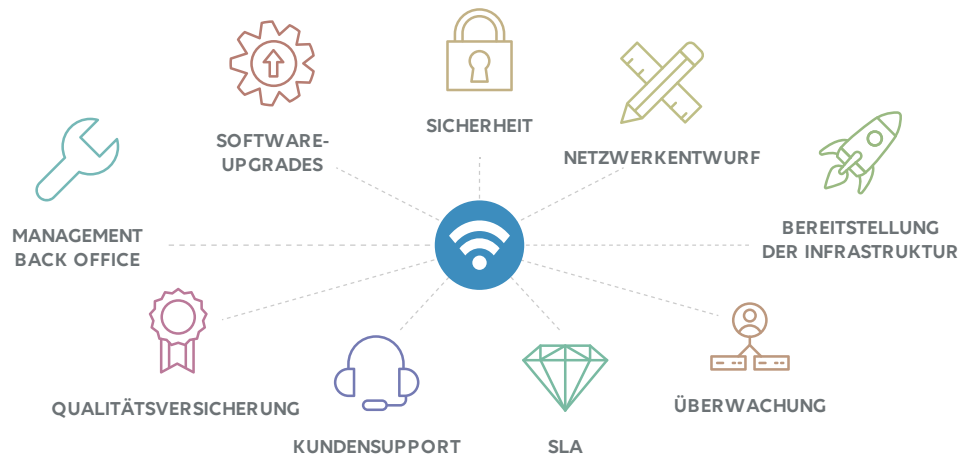 SICHERHEIT
SOFTWARE-
UPGRADES
NETZWERKENTWURF
MANAGEMENT
BACK OFFICE
BEREITSTELLUNG
DER INFRASTRUKTUR
QUALITÄTSVERSICHERUNG
ÜBERWACHUNG
KUNDENSUPPORT
SLA